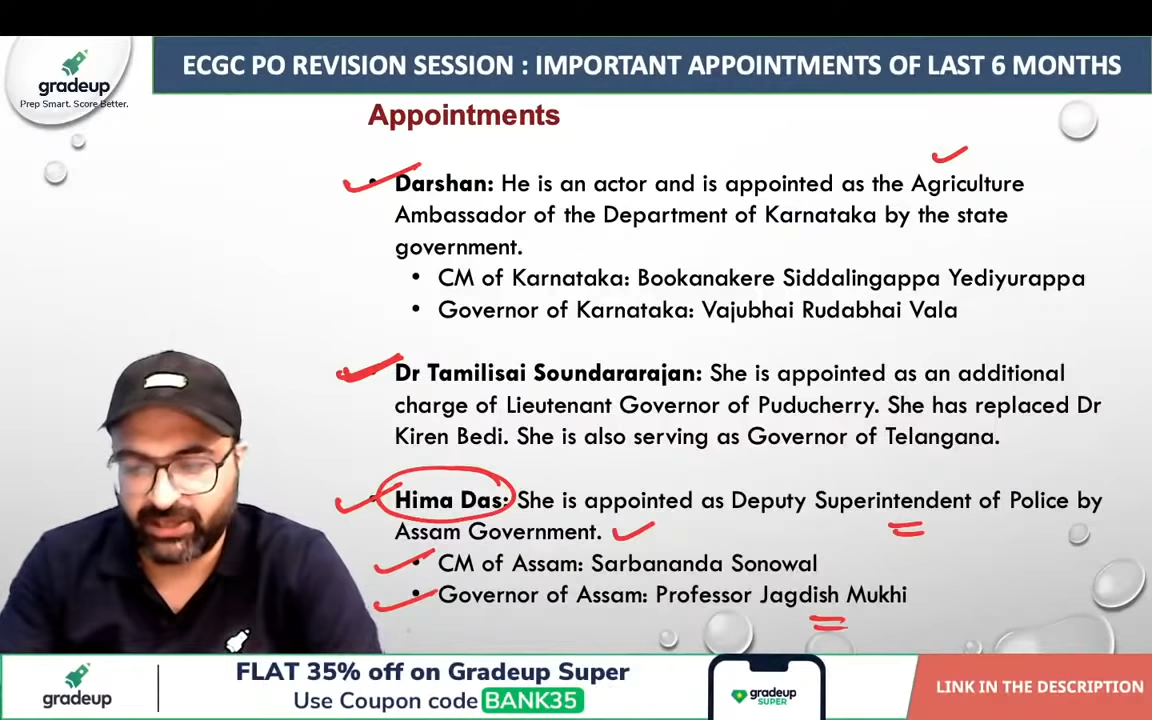 gradeup
Prep Smart. Score Better.
ECGC PO REVISION SESSION : IMPORTANT APPOINTMENTS OF LAST 6 MONTHS
Appointments
• Darshan: He is an actor and is appointed as the Agriculture
Ambassador of the Department of Karnataka by the state
government.
• CM of Karnataka: Bookanakere Siddalingappa Yediyurappa
• Governor of Karnataka: Vajubhai Rudabhai Vala
• Dr Tamilisai Soundararajan: She is appointed as an additional
charge of Lieutenant Governor of Puducherry. She has replaced Dr
Kiren Bedi. She is also serving as Governor of Telangana.
• Hima Das: She is appointed as Deputy Superintendent of Police by
Assam Government.
• CM of Assam: Sarbananda Sonowal
• Governor of Assam: Professor Jagdish Mukhi
gradeup
FLAT 35% off on Gradeup Super
Use Coupon code BANK35
gradeup
SUPER
LINK IN THE DESCRIPTION